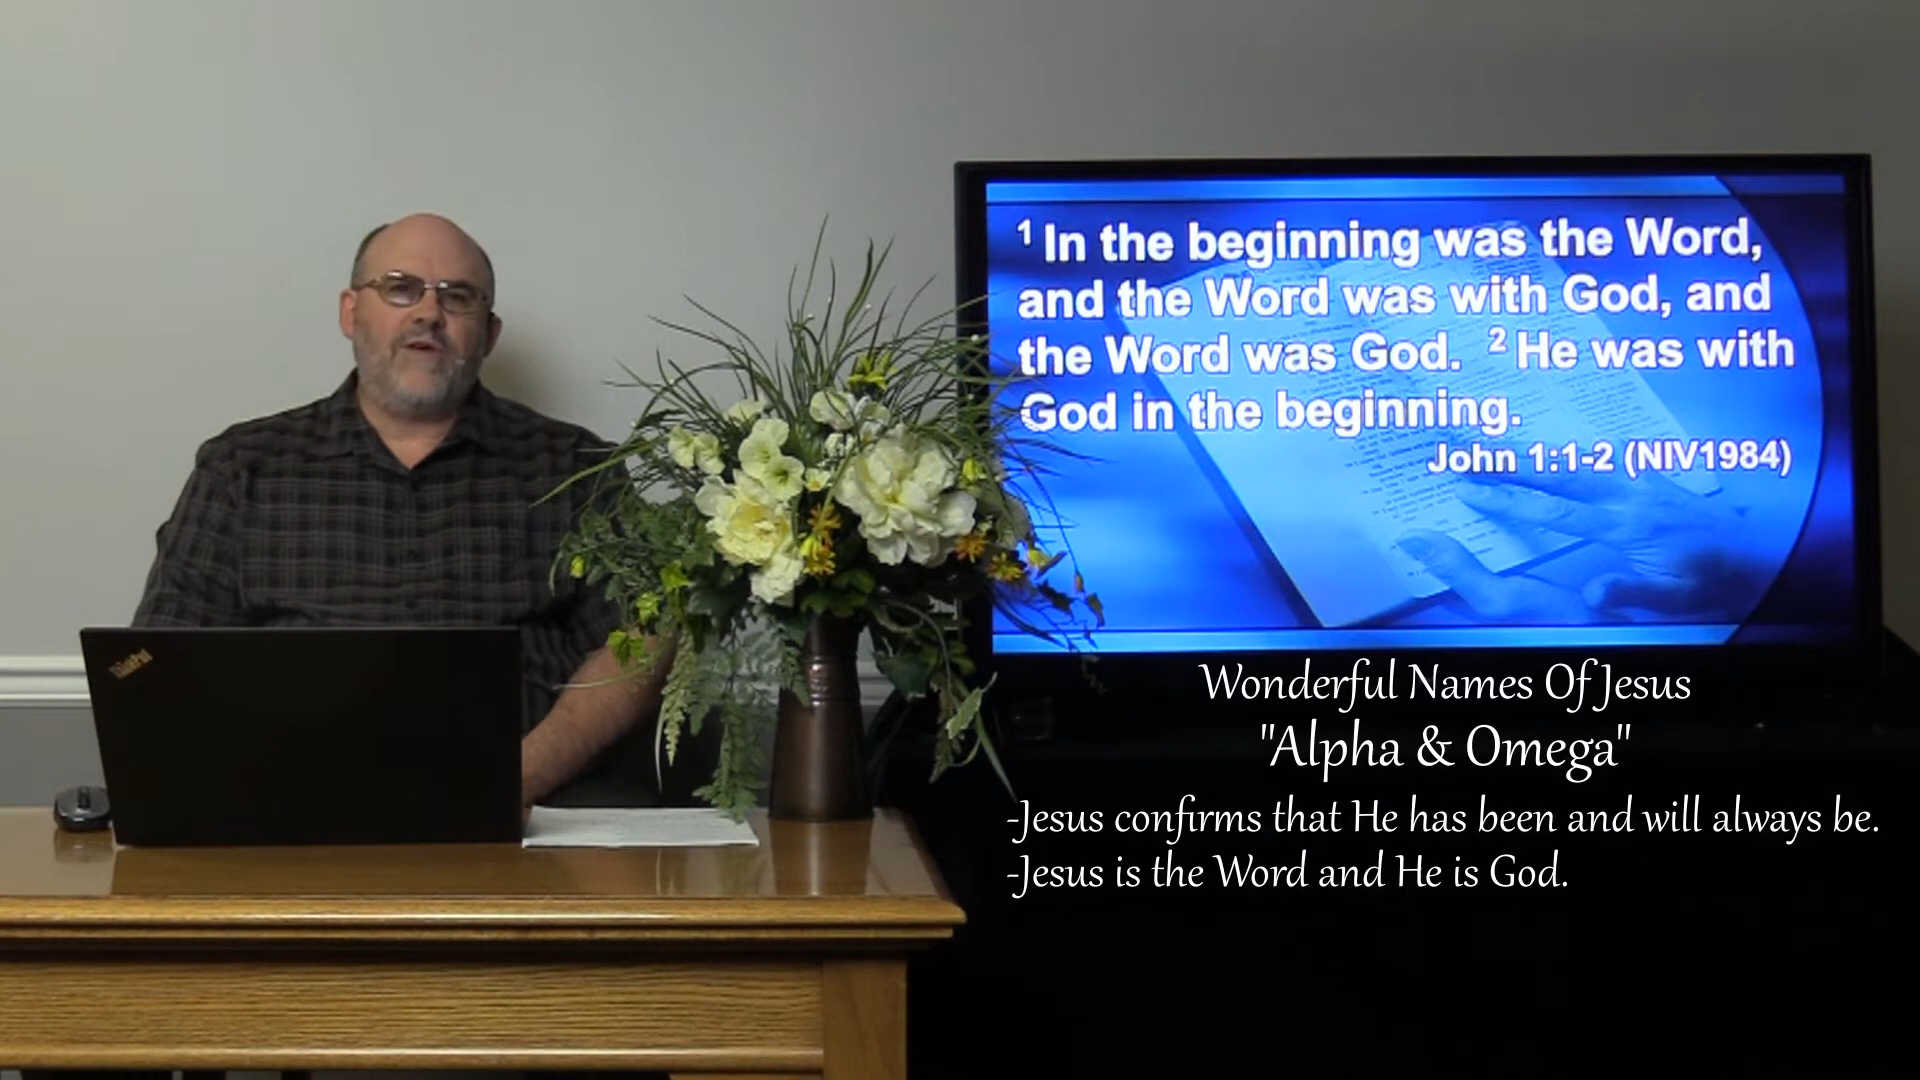 1 In the beginning was the Word,
and the Word was with God, and
the Word was God. 2 He was with
God in the beginning.
John 1:1-2 (NIV1984)
ThinkPad
Wonderful Names Of Jesus
"Alpha & Omega"
-Jesus confirms that He has been and will always be.
-Jesus is the Word and He is God.